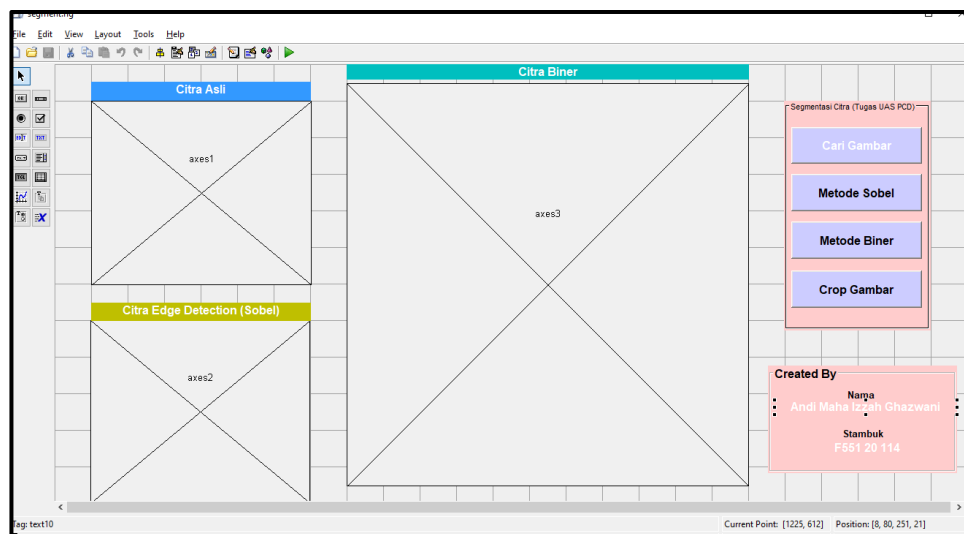 segment.fig
File Edit View Layout Tools Help
Citra Asli
axes1
Citra Edge Detection (Sobel)
axes2
Citra Biner
axes3
Segmentasi Citra (Tugas UAS PCD)
Cari Gambar
Metode Sobel
Metode Biner
Crop Gambar
Created By
Nama
Andi Maha Izzah Ghazwani
Stambuk
F551 20 114
Tag: text10
Current Point: [1225, 612] Position: [8, 80, 251, 21]